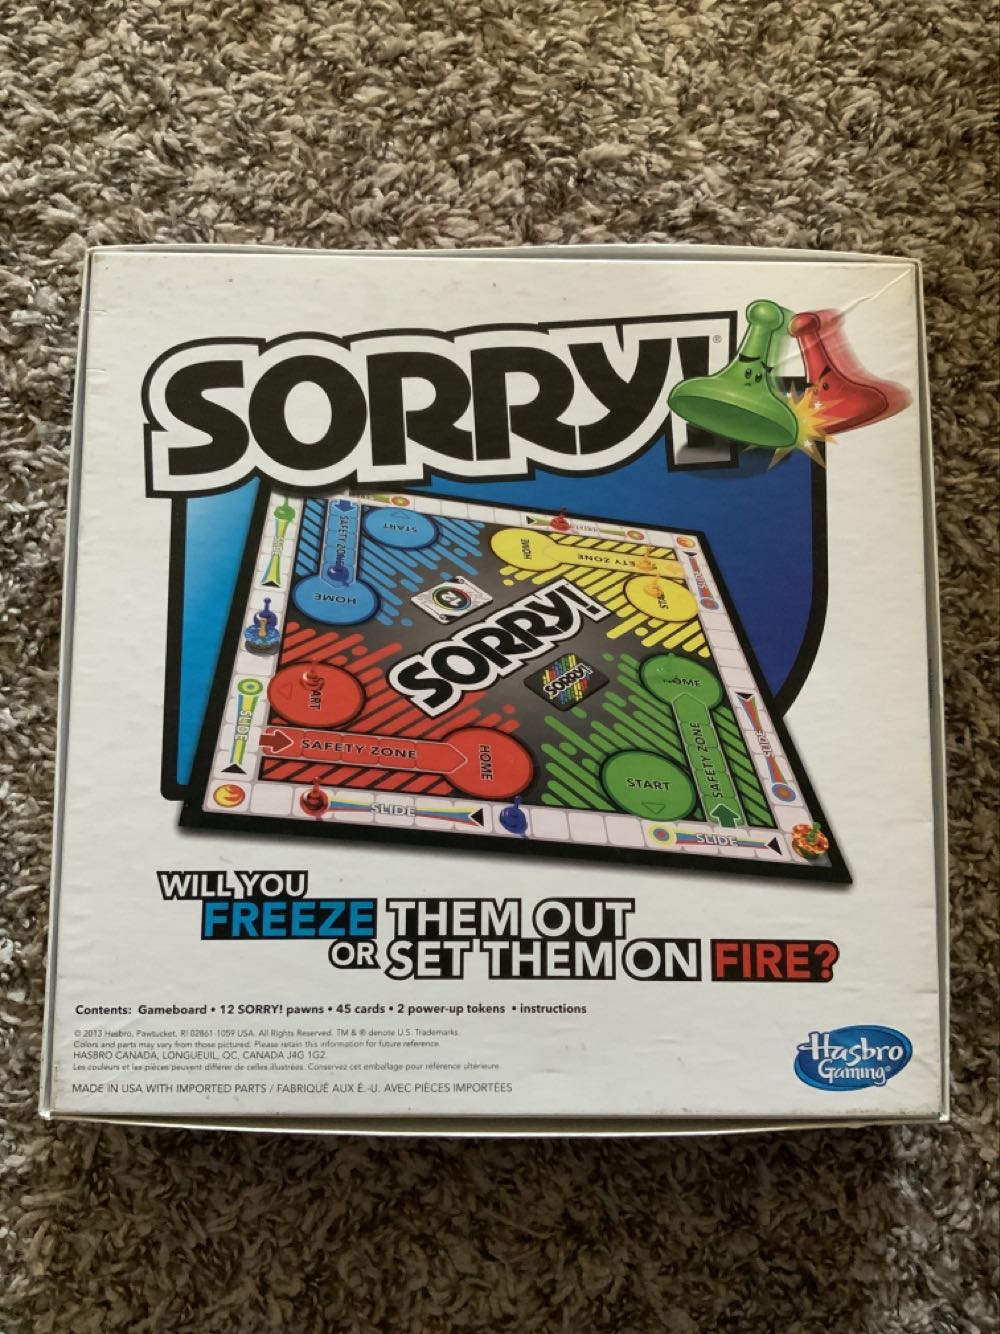 SORRY!®
SAFETY ZONE
START
HOME
HOME
SAFETY ZONE
START
SORRY!
SORRY!
START
SLIDE
SAFETY ZONE
HOME
SLIDE
HOME
START
SAFETY ZONE
SLIDE
SLIDE
WILL YOU
FREEZE THEM OUT
OR SET THEM ON FIRE?
Contents: Gameboard • 12 SORRY! pawns • 45 cards • 2 power-up tokens • instructions
© 2013 Hasbro, Pawtucket, RI 02861-1059 USA. All Rights Reserved. TM & ® denote U.S. Trademarks.
Colors and parts may vary from those pictured. Please retain this information for future reference.
HASBRO CANADA, LONGUEUIL, QC, CANADA J4G 1G2.
Les couleurs et les pièces peuvent différer de celles illustrées. Conservez cet emballage pour référence ultérieure.
MADE IN USA WITH IMPORTED PARTS / FABRIQUÉ AUX É.-U. AVEC PIÈCES IMPORTÉES
Hasbro
Gaming®